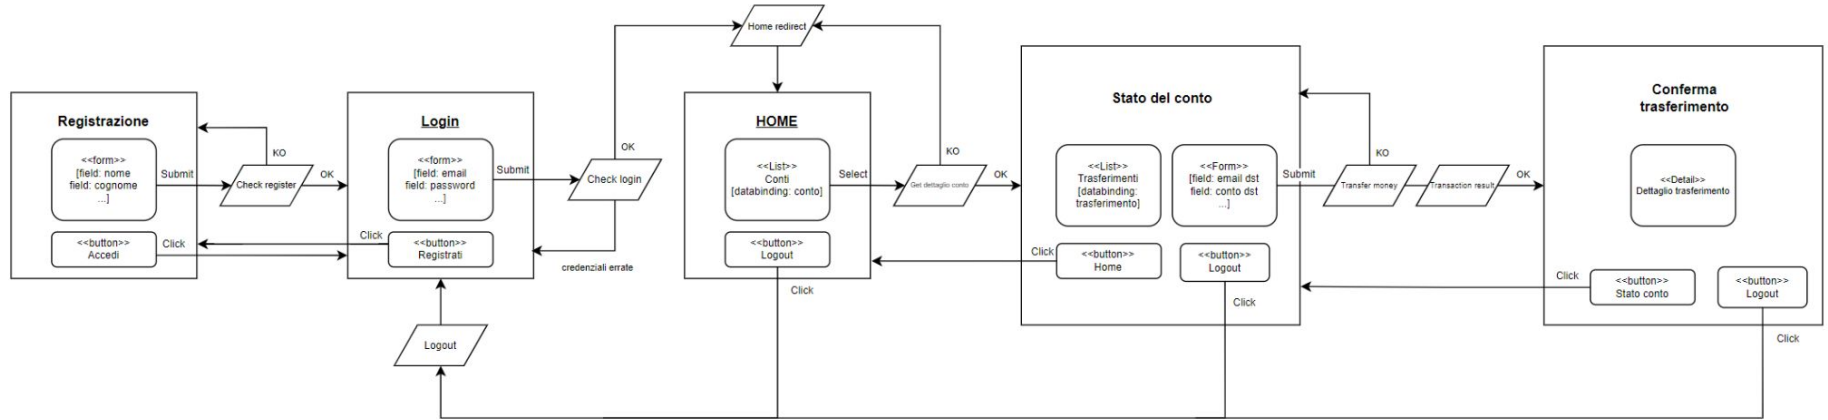 Home redirect
Registrazione
<<form>>
[field: nome
field: cognome
...]
Submit
<<button>>
Accedi
Click
KO
Check register
OK
Login
<<form>>
[field: email
field: password
...]
Submit
Click
<<button>>
Registrati
OK
Check login
credenziali errate
Logout
HOME
<<List>>
Conti
[databinding: conto]
Select
<<button>>
Logout
Click
KO
Get dettaglio conto
OK
Stato del conto
<<List>>
Trasferimenti
[databinding:
trasferimento]
<<Form>>
[field: email dst
field: conto dst
...]
Submit
Click
<<button>>
Home
<<button>>
Logout
Click
KO
Transfer money
Transaction result
OK
Conferma
trasferimento
<<Detail>>
Dettaglio trasferimento
Click
<<button>>
Stato conto
<<button>>
Logout
Click